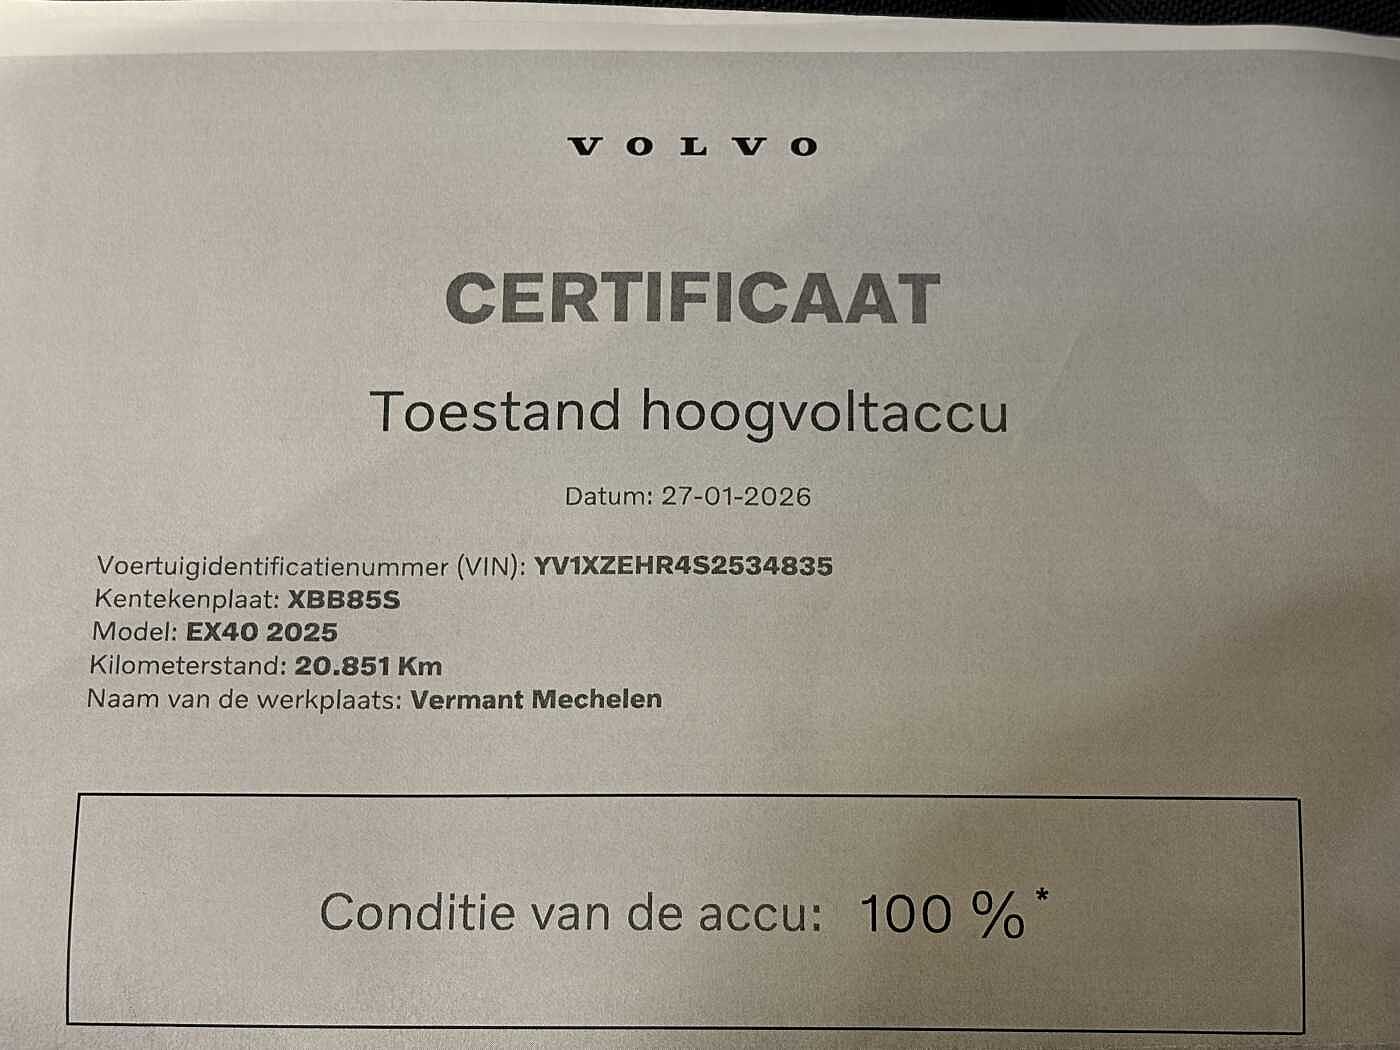 VOLVO
CERTIFICAAT
Toestand hoogvoltaccu
Datum: 27-01-2026
Voertuigidentificatienummer (VIN): YV1XZEHR4S2534835
Kentekenplaat: XBB85S
Model: EX40 2025
Kilometerstand: 20.851 Km
Naam van de werkplaats: Vermant Mechelen
Conditie van de accu: 100 %*